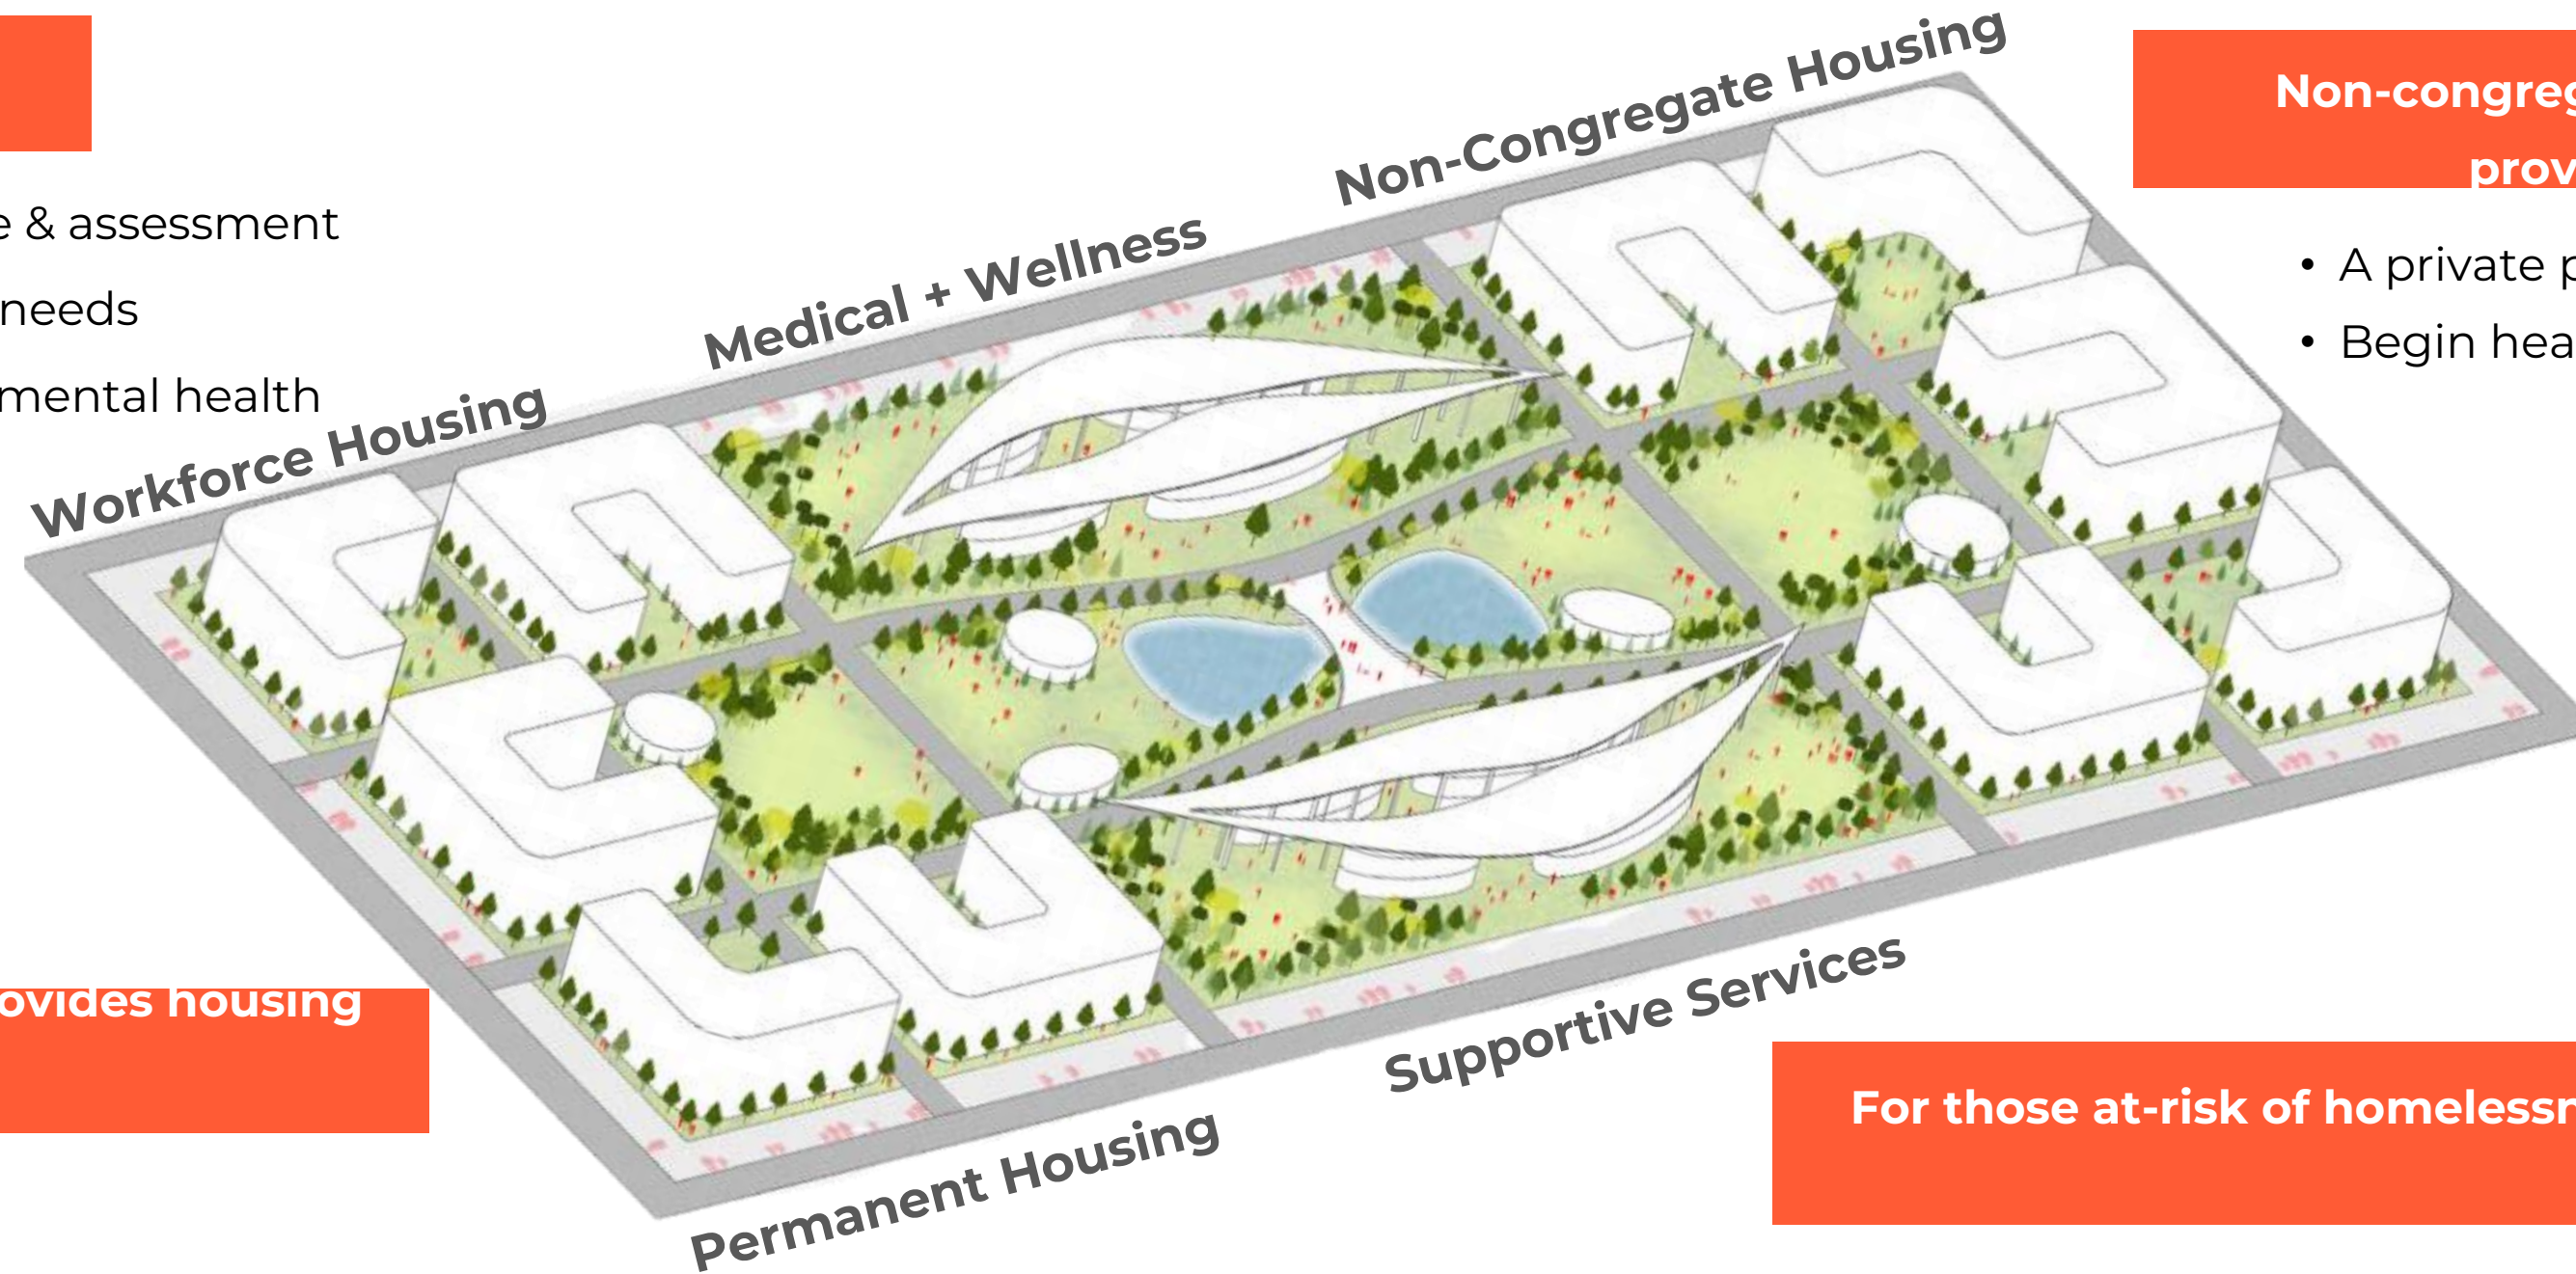 e & assessment
needs
mental health
Non-Congregate Housing
Medical + Wellness
Workforce Housing
Non-congreg
prov
• A private p
• Begin hea
ovides housing
Supportive Services
Permanent Housing
For those at-risk of homelessn